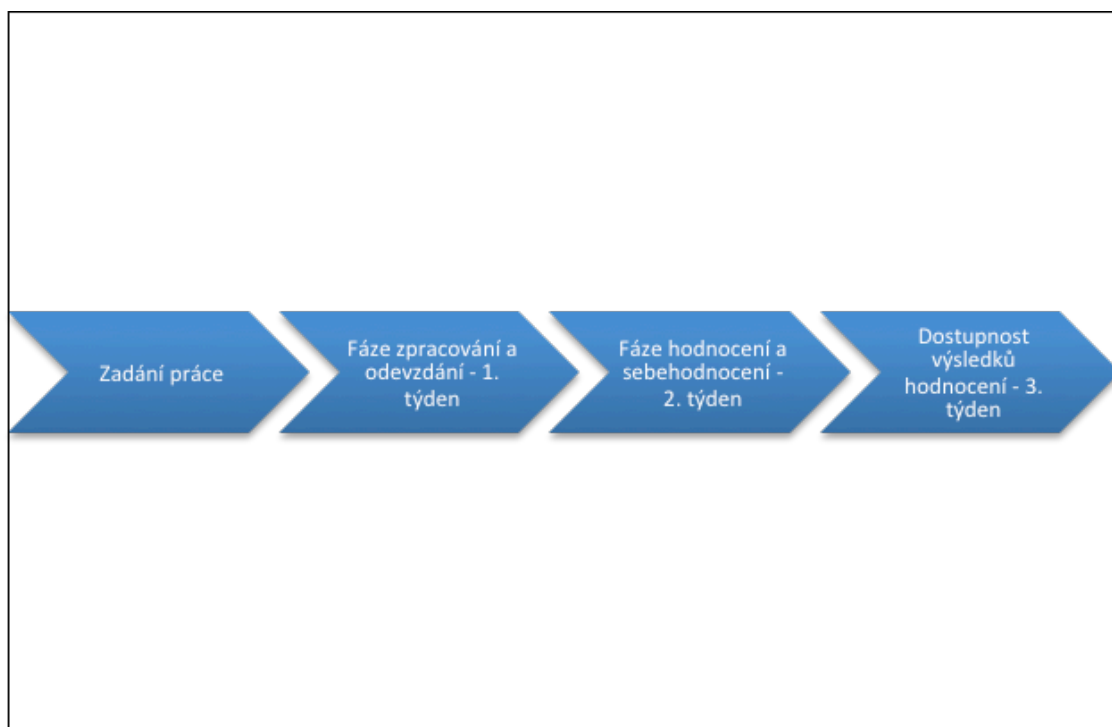 Zadání práce
Fáze zpracování a
odevzdání - 1.
týden
Fáze hodnocení a
sebehodnocení -
2. týden
Dostupnost
výsledků
hodnocení - 3.
týden